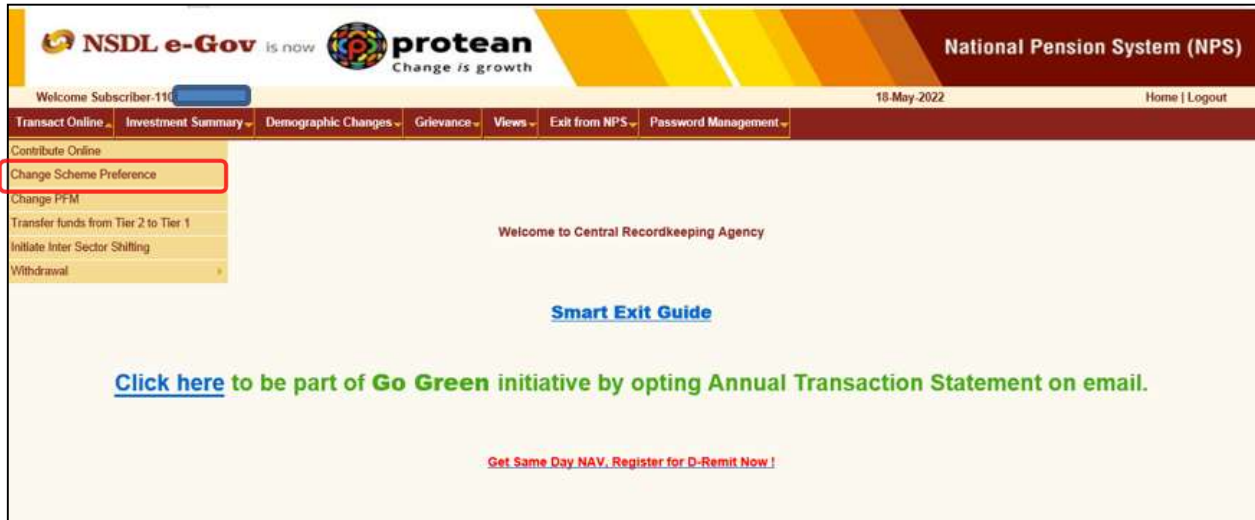 NSDL e-Gov is now protean
Change is growth
National Pension System (NPS)
Welcome Subscriber-110
18-May-2022
Home | Logout
Transact Online Investment Summary Demographic Changes Grievance Views Exit from NPS Password Management
Contribute Online
Change Scheme Preference
Change PFM
Transfer funds from Tier 2 to Tier 1
Initiate Inter Sector Shifting
Withdrawal
Welcome to Central Recordkeeping Agency
Smart Exit Guide
Click here to be part of Go Green initiative by opting Annual Transaction Statement on email.
Get Same Day NAV, Register for D-Remit Now !